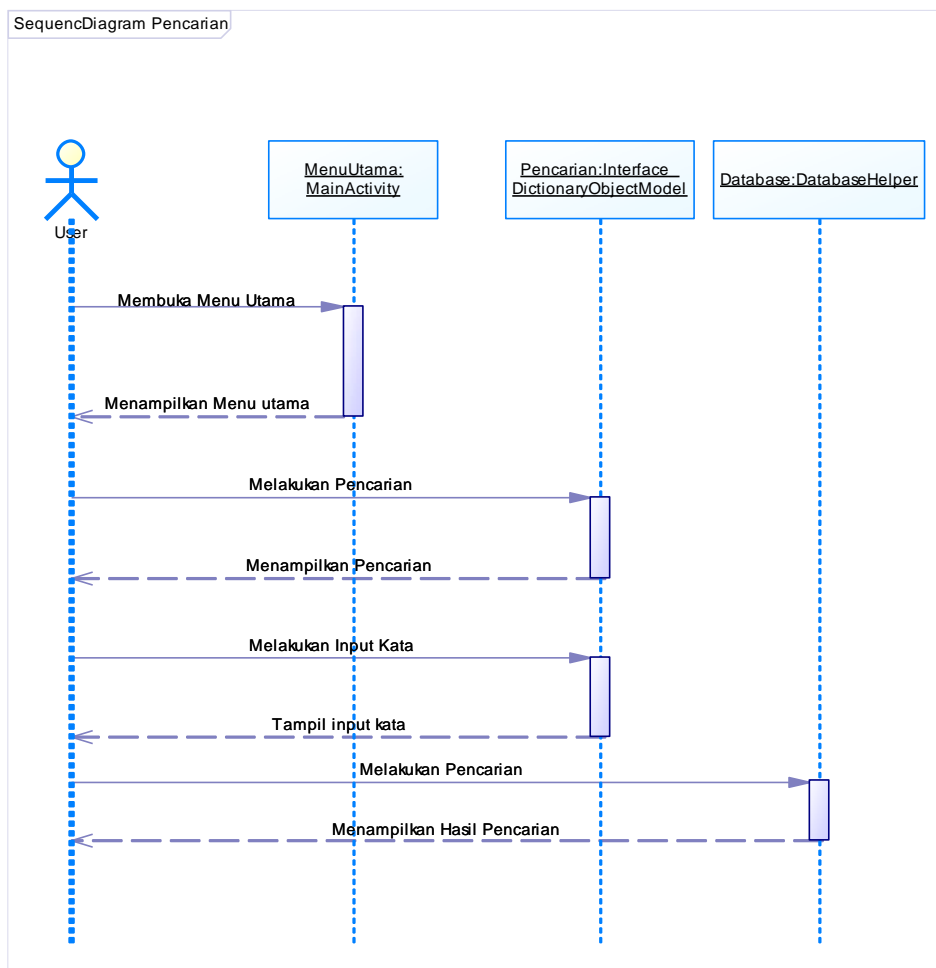 SequencDiagram Pencarian
MenuUtama:
MainActivity
Pencarian:Interface_
DictionaryObjectModel
Database:DatabaseHelper
User
Membuka Menu Utama
Menampilkan Menu utama
Melakukan Pencarian
Menampilkan Pencarian
Melakukan Input Kata
Tampil input kata
Melakukan Pencarian
Menampilkan Hasil Pencarian